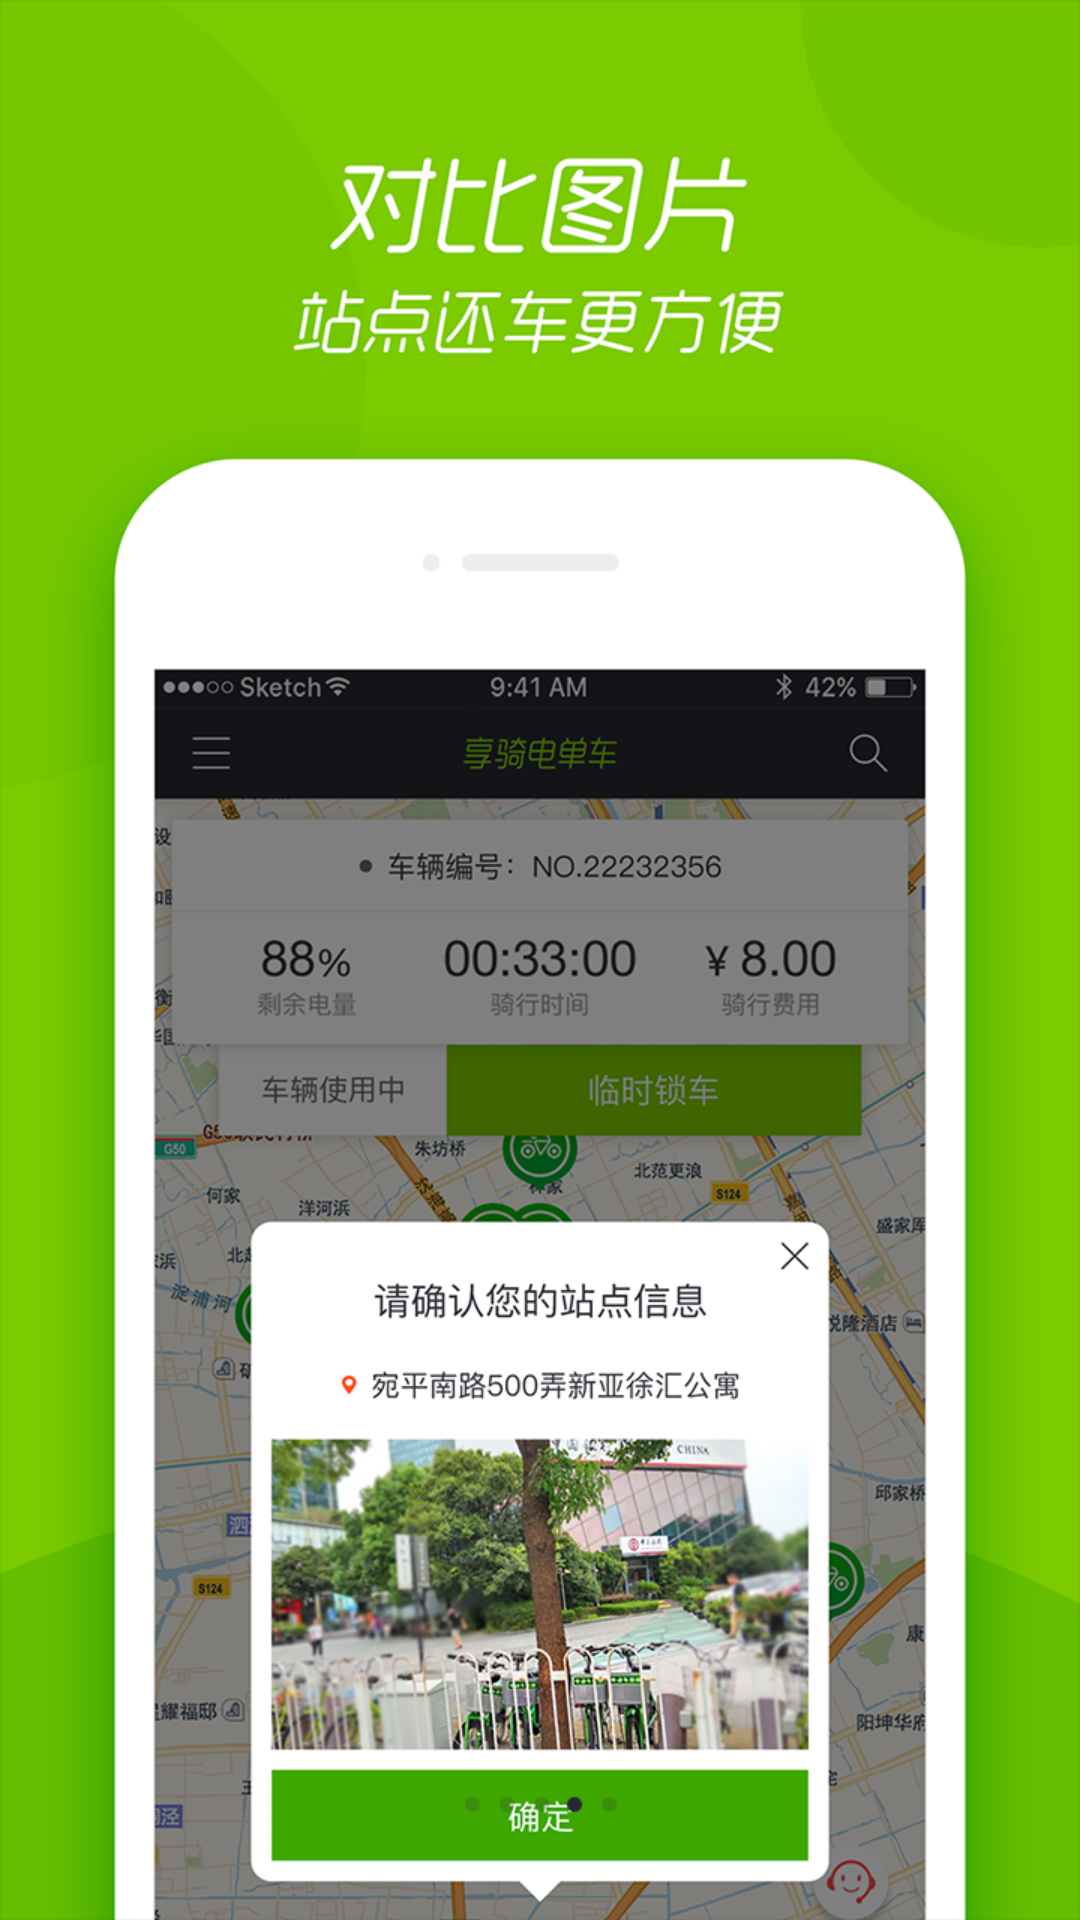 对比图片
站点还车更方便
Sketch 9:41 AM 42%
享骑电单车
设
车辆编号：NO.22232356
88% 00:33:00 ¥ 8.00
剩余电量 骑行时间 骑行费用
车辆使用中 临时锁车
G50
朱坊桥
北范更浪
S124
何家
洋河浜
盛家厍
淀浦河
悦隆酒店
请确认您的站点信息
宛平南路500弄新亚徐汇公寓
CHINA
邱家桥
S124
康
星耀福邸
阳坤华府
确定